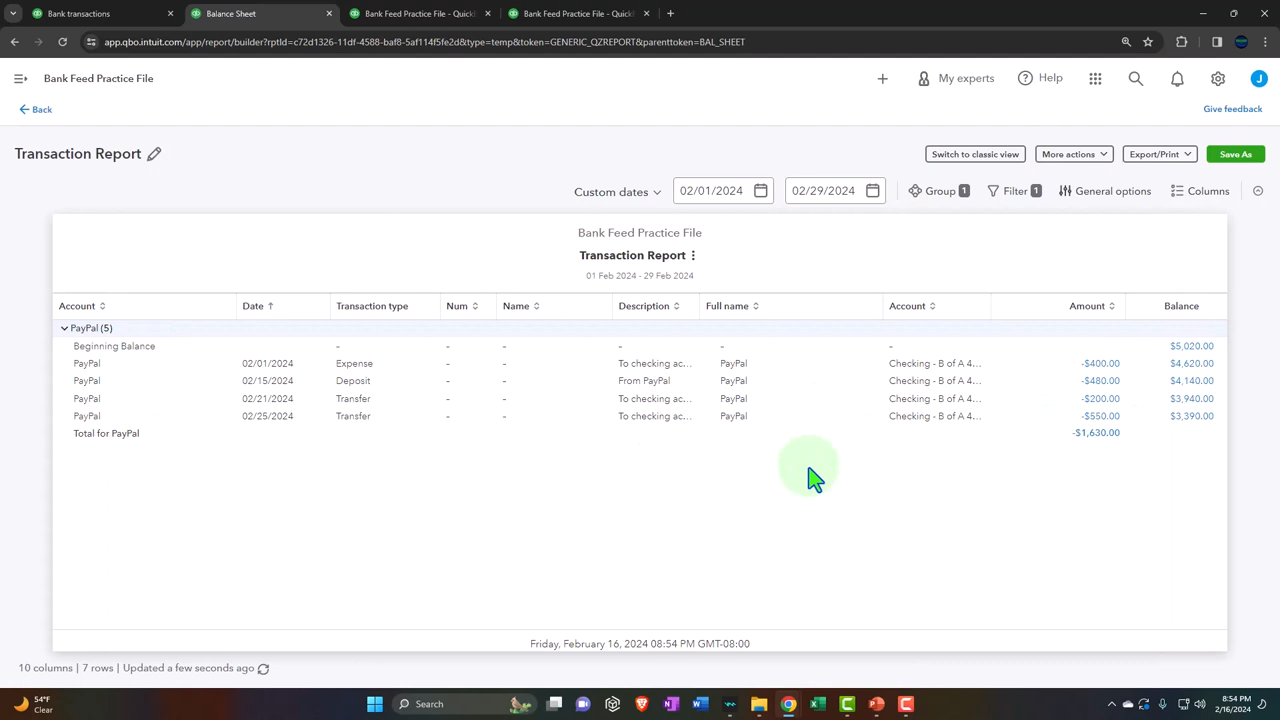 Bank transactions
Balance Sheet
Bank Feed Practice File - Quick
Bank Feed Practice File - Quick
app.qbo.intuit.com/app/report/builder?rptId=c72d1326-11df-4588-baf8-5af114f5fe2d&type=temp&token=GENERIC_QZREPORT&parenttoken=BAL_SHEET
Bank Feed Practice File
My experts
Help
J
Back
Give feedback
Transaction Report
Switch to classic view
More actions
Export/Print
Save As
Custom dates
02/01/2024
02/29/2024
Group 1
Filter 1
General options
Columns
Bank Feed Practice File
Transaction Report
01 Feb 2024 - 29 Feb 2024
Account Date Transaction type Num Name Description Full name Account Amount Balance
PayPal (5)
Beginning Balance – – – – – – $5,020.00
PayPal 02/01/2024 Expense – – To checking ac... PayPal Checking - B of A 4... -$400.00 $4,620.00
PayPal 02/15/2024 Deposit – – From PayPal PayPal Checking - B of A 4... -$480.00 $4,140.00
PayPal 02/21/2024 Transfer – – To checking ac... PayPal Checking - B of A 4... -$200.00 $3,940.00
PayPal 02/25/2024 Transfer – – To checking ac... PayPal Checking - B of A 4... -$550.00 $3,390.00
Total for PayPal -$1,630.00
Friday, February 16, 2024 08:54 PM GMT-08:00
10 columns | 7 rows | Updated a few seconds ago
54°F
Clear
Search
8:54 PM
2/16/2024